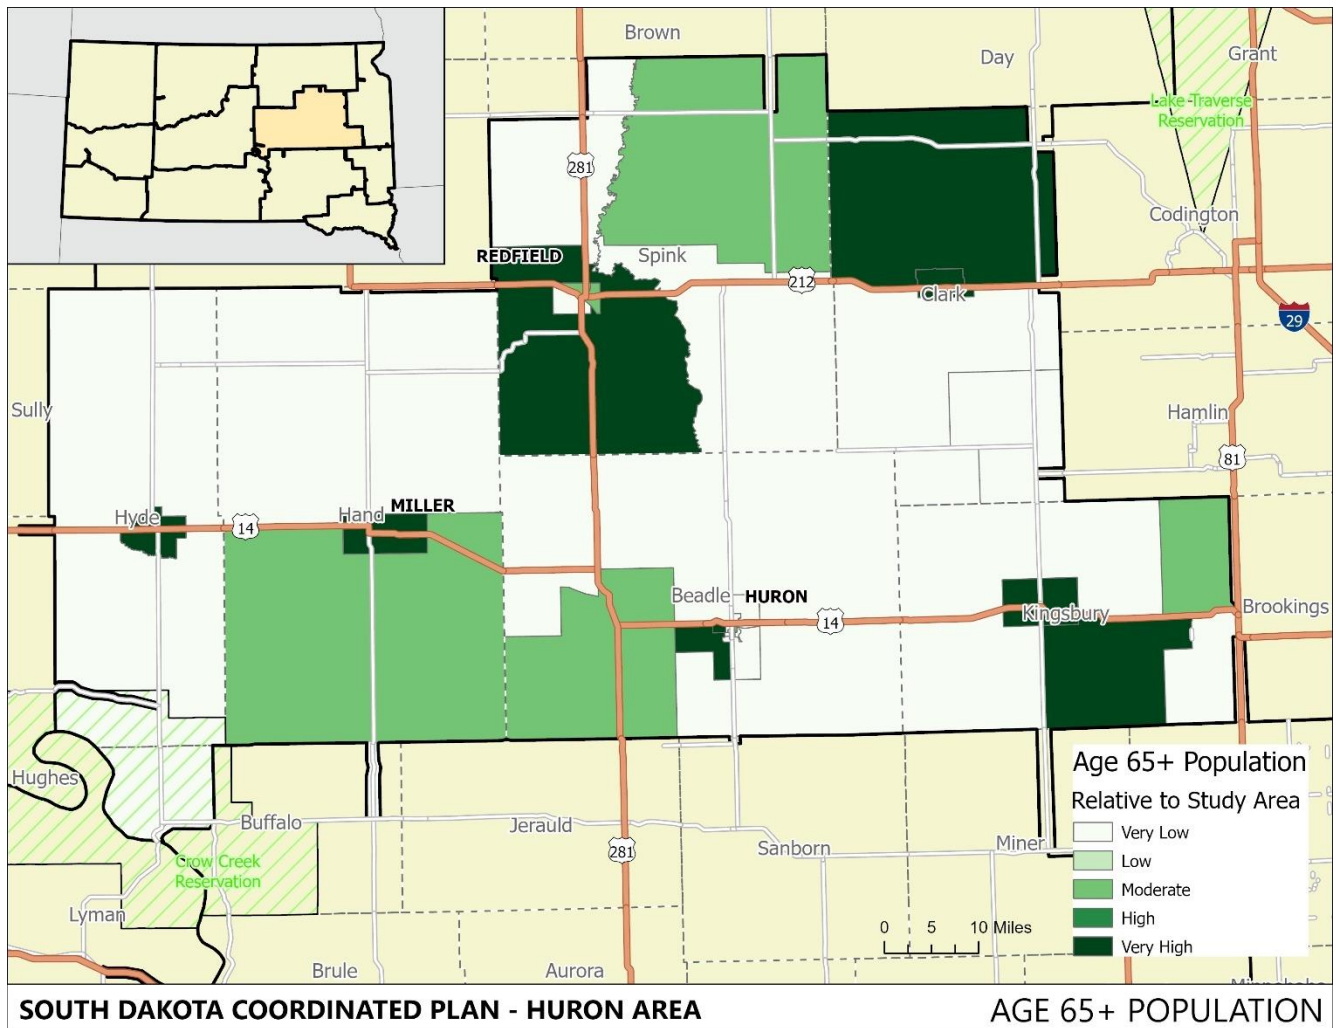 Brown
Day
Grant
Lake Traverse
Reservation
281
Codington
REDFIELD
Spink
212
Clark
29
Sully
Hamlin
81
MILLER
Hyde
14
Hand
Beadle
HURON
14
Kingsbury
Brookings
Hughes
Buffalo
Jerauld
281
Sanborn
Miner
Crow Creek
Reservation
Lyman
Brule
Aurora
0 5 10 Miles
Age 65+ Population
Relative to Study Area
Very Low
Low
Moderate
High
Very High
SOUTH DAKOTA COORDINATED PLAN - HURON AREA
AGE 65+ POPULATION